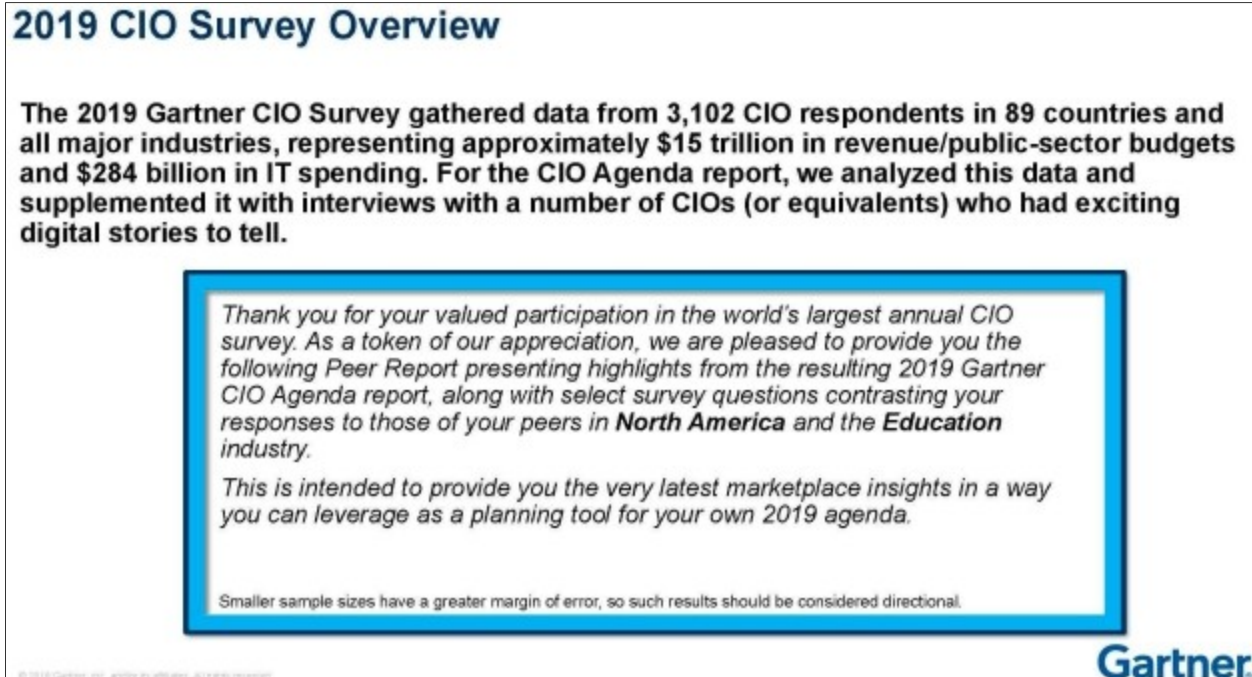 2019 CIO Survey Overview
The 2019 Gartner CIO Survey gathered data from 3,102 CIO respondents in 89 countries and
all major industries, representing approximately $15 trillion in revenue/public-sector budgets
and $284 billion in IT spending. For the CIO Agenda report, we analyzed this data and
supplemented it with interviews with a number of CIOs (or equivalents) who had exciting
digital stories to tell.
Thank you for your valued participation in the world's largest annual CIO
survey. As a token of our appreciation, we are pleased to provide you the
following Peer Report presenting highlights from the resulting 2019 Gartner
CIO Agenda report, along with select survey questions contrasting your
responses to those of your peers in North America and the Education
industry.
This is intended to provide you the very latest marketplace insights in a way
you can leverage as a planning tool for your own 2019 agenda.
Smaller sample sizes have a greater margin of error, so such results should be considered directional.
Gartner